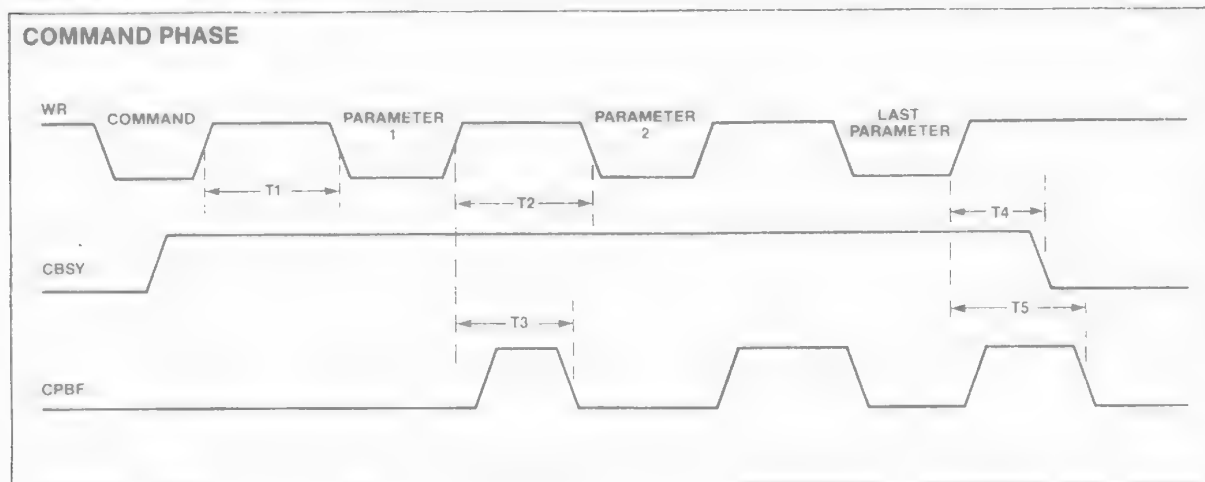 COMMAND PHASE
WR
COMMAND
PARAMETER
1
PARAMETER
2
LAST
PARAMETER
T1
T2
T4
CBSY
T3
T5
CPBF